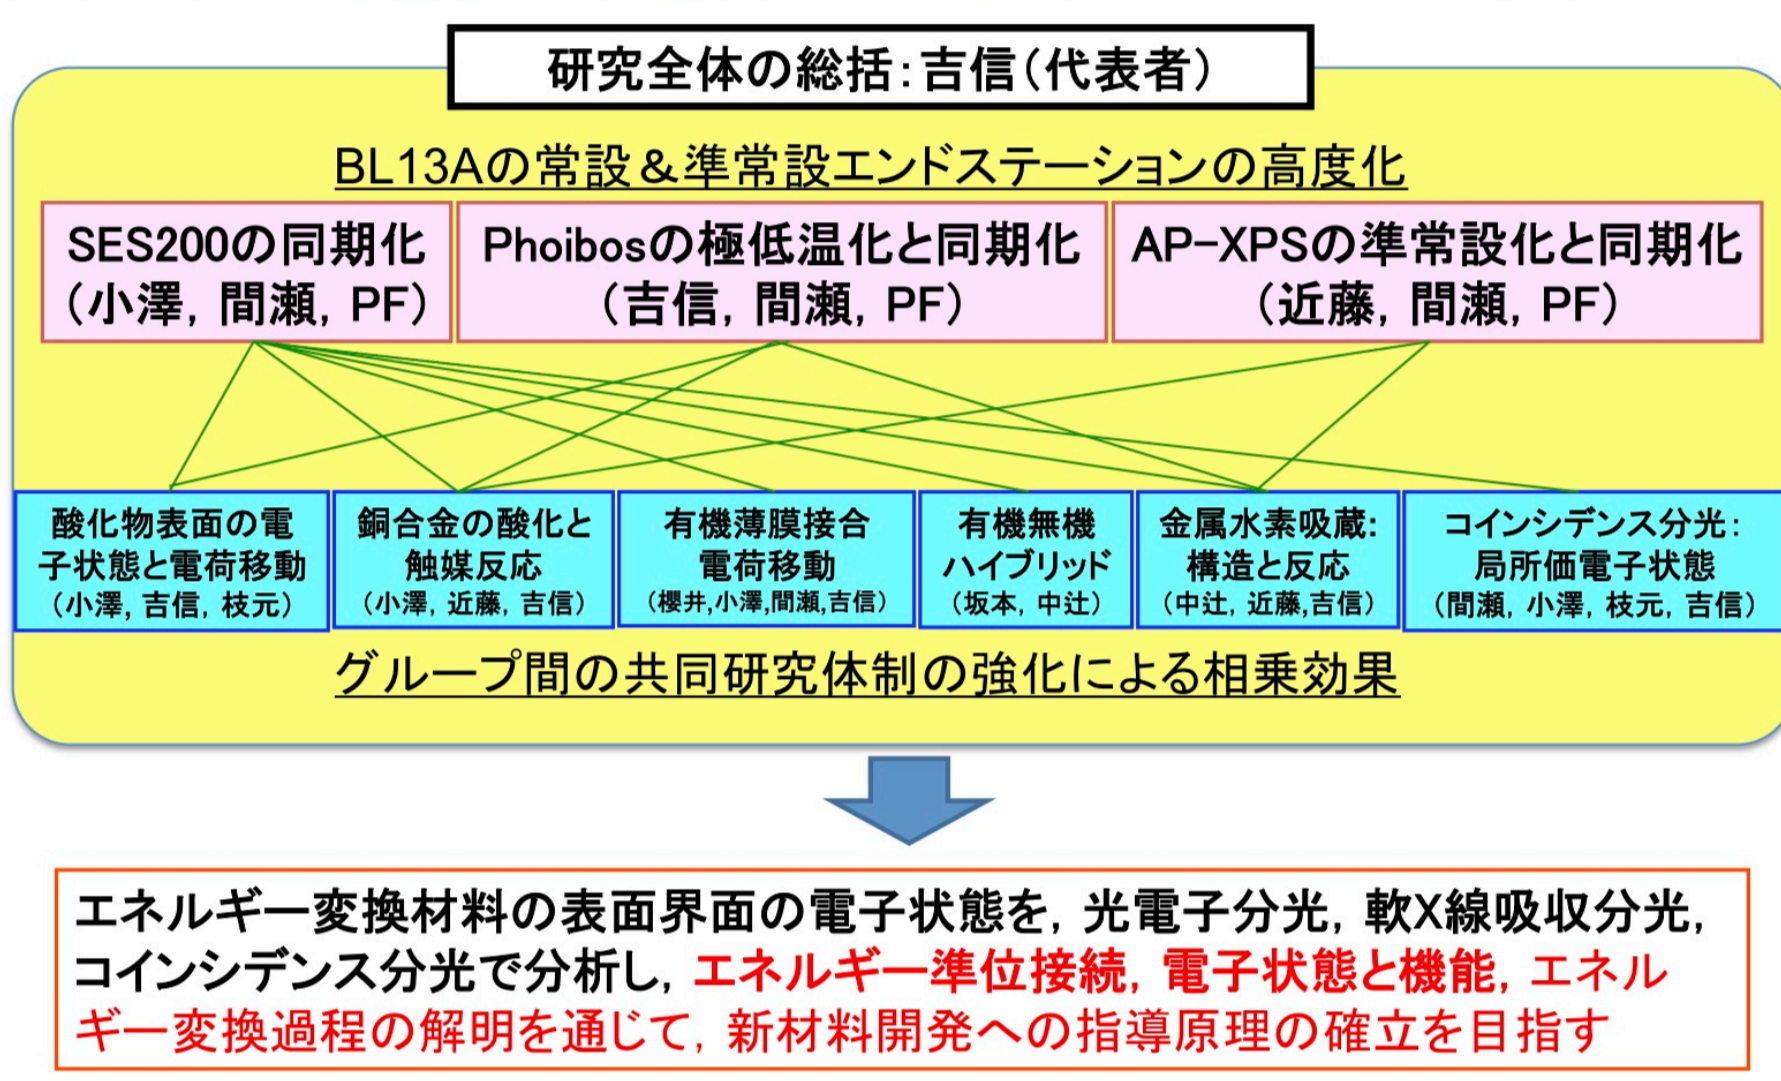 研究全体の総括：吉信（代表者）
BL13Aの常設＆準常設エンドステーションの高度化
SES200の同期化
（小澤, 間瀬, PF）
Phoibosの極低温化と同期化
（吉信, 間瀬, PF）
AP-XPSの準常設化と同期化
（近藤, 間瀬, PF）
酸化物表面の電
子状態と電荷移動
（小澤, 吉信, 枝元）
銅合金の酸化と
触媒反応
（小澤, 近藤, 吉信）
有機薄膜接合
電荷移動
（櫻井,小澤,間瀬,吉信）
有機無機
ハイブリッド
（坂本, 中辻）
金属水素吸蔵：
構造と反応
（中辻, 近藤,吉信）
コインシデンス分光：
局所価電子状態
（間瀬, 小澤, 枝元, 吉信）
グループ間の共同研究体制の強化による相乗効果
エネルギー変換材料の表面界面の電子状態を, 光電子分光, 軟X線吸収分光,
コインシデンス分光で分析し, エネルギー準位接続, 電子状態と機能, エネル
ギー変換過程の解明を通じて, 新材料開発への指導原理の確立を目指す